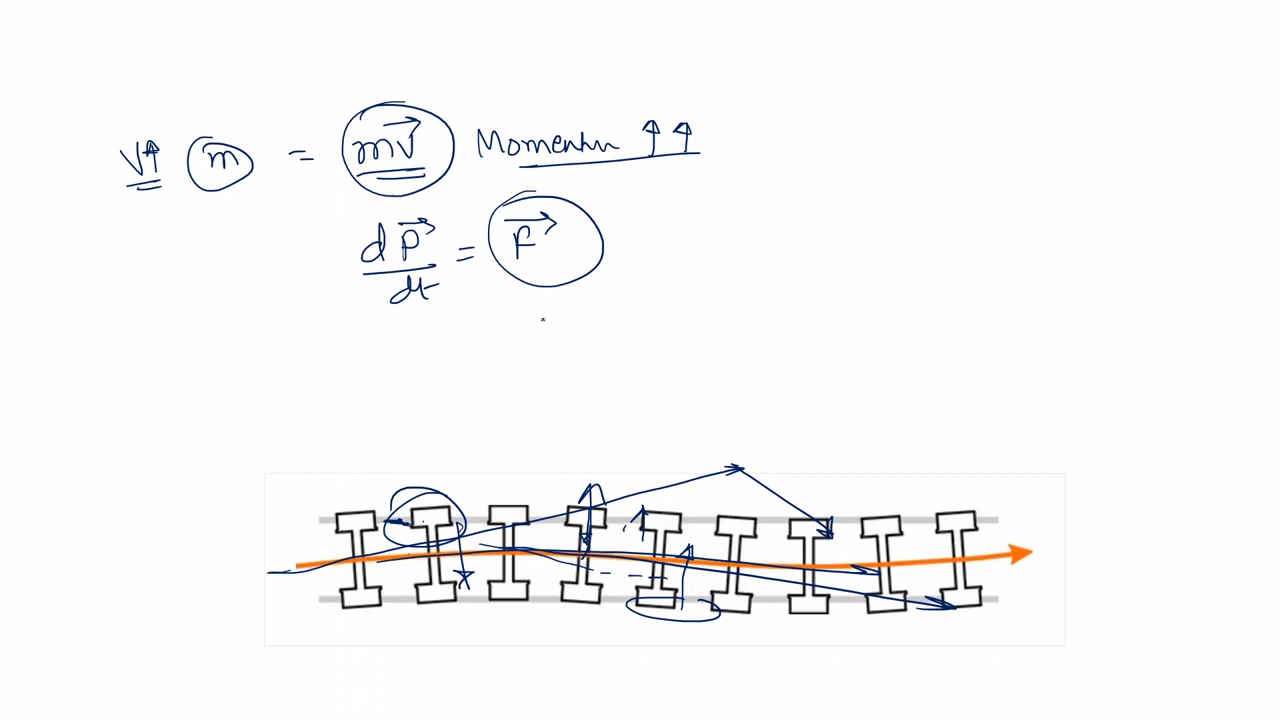 V↑ m = mv⃗ Momentum ↑ ↑
dP⃗/dt = F⃗